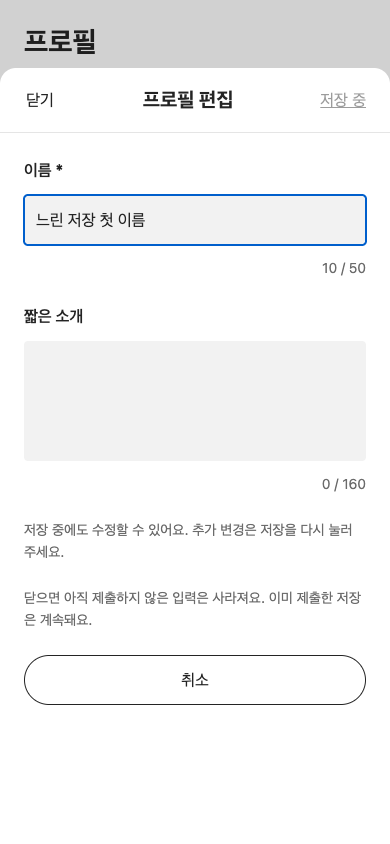 프로필
닫기
프로필 편집
저장 중
이름 *
느린 저장 첫 이름
10 / 50
짧은 소개
0 / 160
저장 중에도 수정할 수 있어요. 추가 변경은 저장을 다시 눌러
주세요.
닫으면 아직 제출하지 않은 입력은 사라져요. 이미 제출한 저장
은 계속돼요.
취소